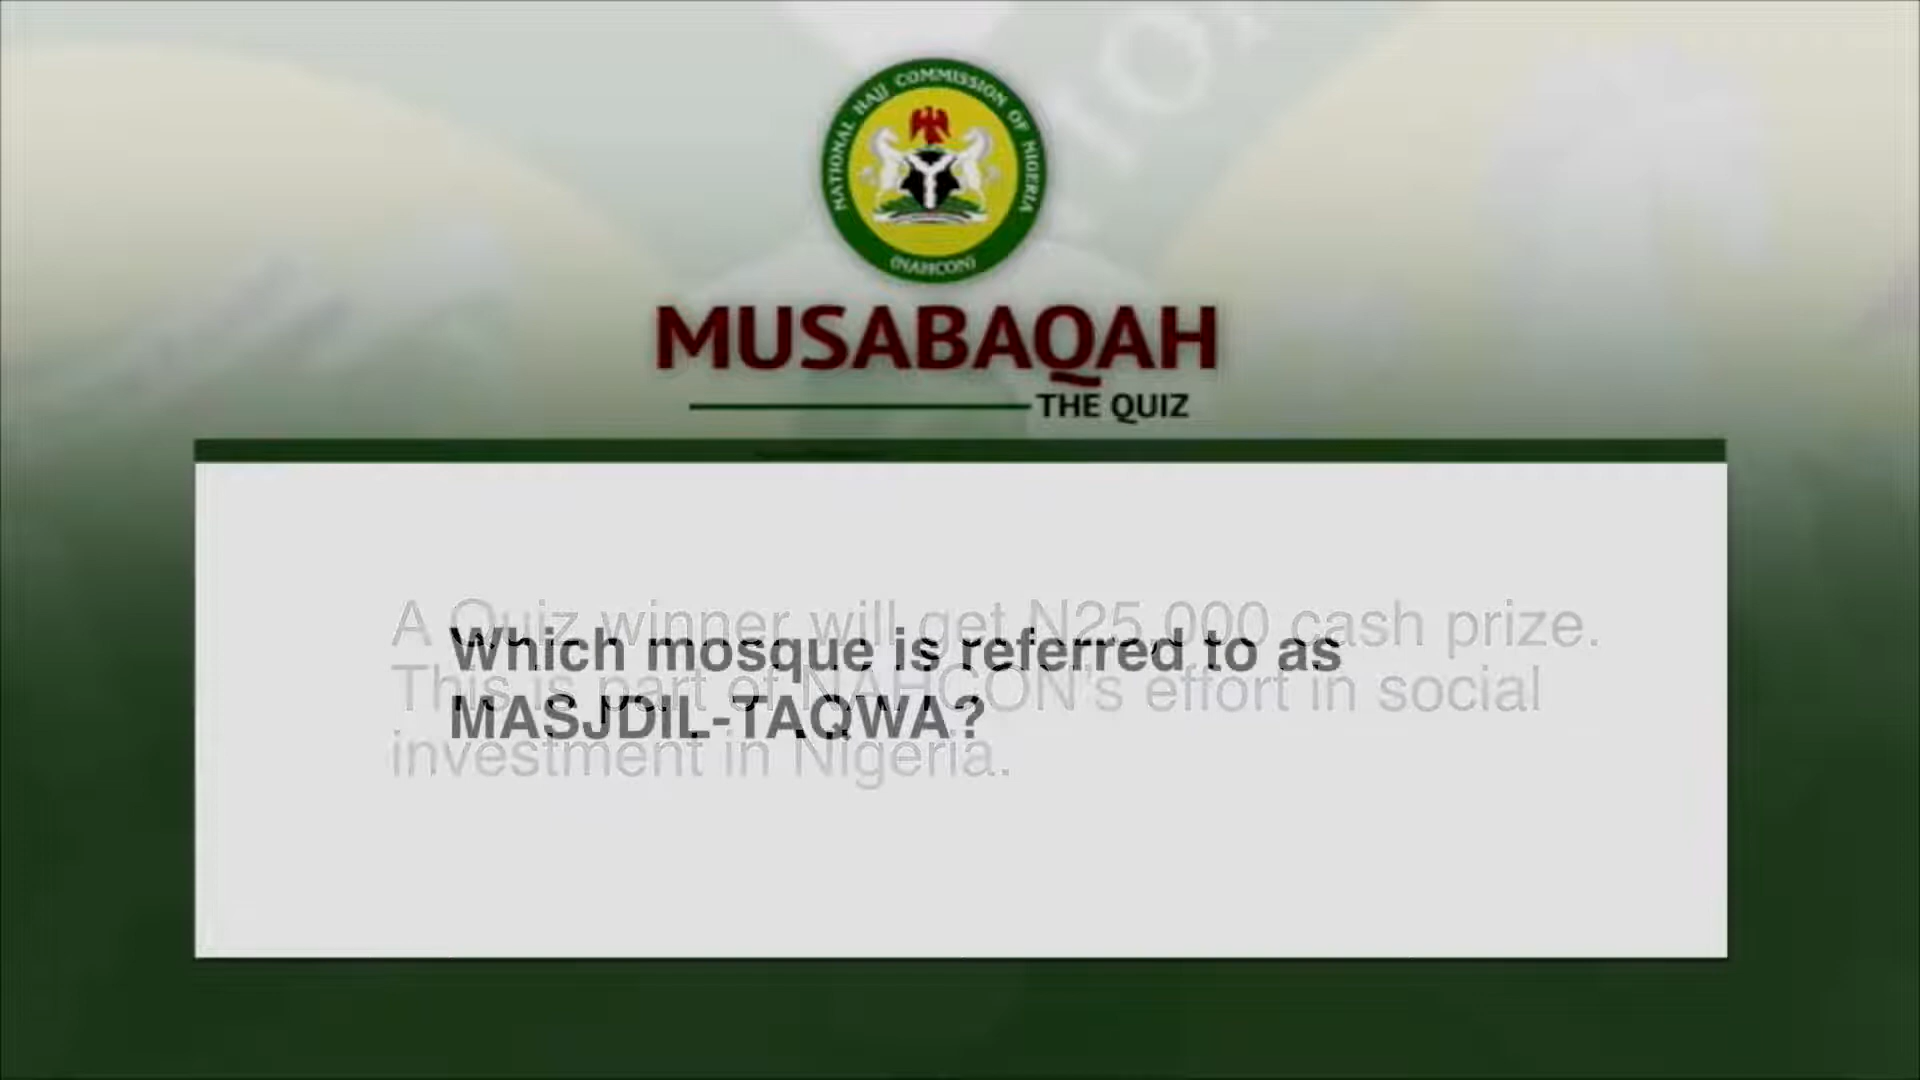 NATIONAL HAJJ COMMISSION OF NIGERIA
(NAHCON)
MUSABAQAH
THE QUIZ
A Quiz winner will get N25,000 cash prize.
This is part of NAHCON's effort in social
investment in Nigeria.
Which mosque is referred to as
MASJDIL-TAQWA?